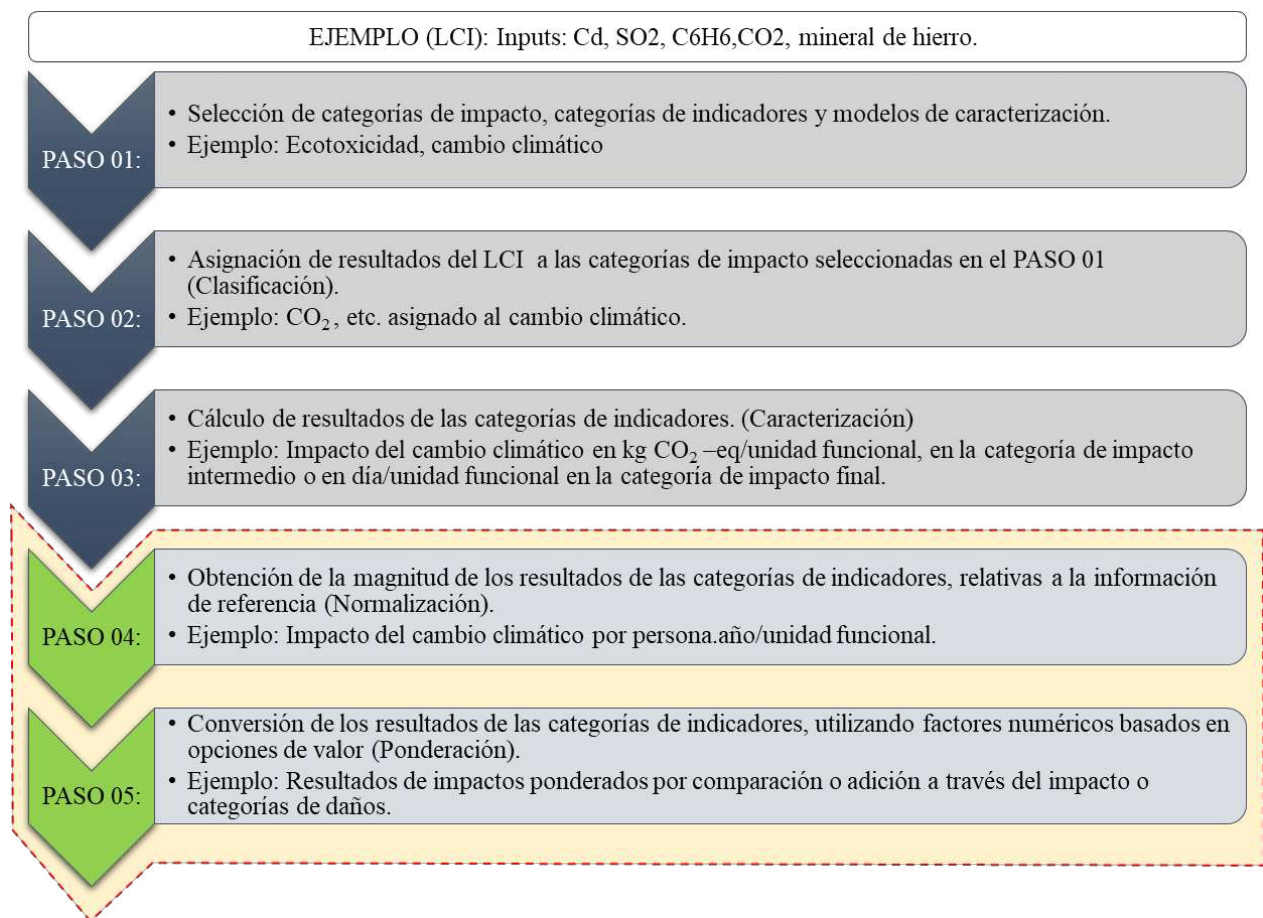 EJEMPLO (LCI): Inputs: Cd, SO2, C6H6,CO2, mineral de hierro.
PASO 01:
• Selección de categorías de impacto, categorías de indicadores y modelos de caracterización.
• Ejemplo: Ecotoxicidad, cambio climático
PASO 02:
• Asignación de resultados del LCI a las categorías de impacto seleccionadas en el PASO 01
(Clasificación).
• Ejemplo: CO₂, etc. asignado al cambio climático.
PASO 03:
• Cálculo de resultados de las categorías de indicadores. (Caracterización)
• Ejemplo: Impacto del cambio climático en kg CO₂ –eq/unidad funcional, en la categoría de impacto
intermedio o en día/unidad funcional en la categoría de impacto final.
PASO 04:
• Obtención de la magnitud de los resultados de las categorías de indicadores, relativas a la información
de referencia (Normalización).
• Ejemplo: Impacto del cambio climático por persona.año/unidad funcional.
PASO 05:
• Conversión de los resultados de las categorías de indicadores, utilizando factores numéricos basados en
opciones de valor (Ponderación).
• Ejemplo: Resultados de impactos ponderados por comparación o adición a través del impacto o
categorías de daños.